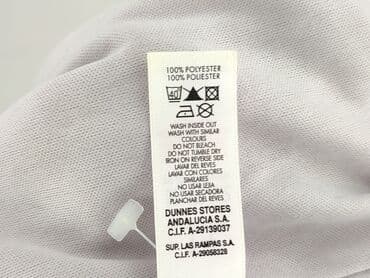 100% POLYESTER
100% POLIESTER
40
WASH INSIDE OUT
WASH WITH SIMILAR
COLOURS
DO NOT BLEACH
DO NOT TUMBLE DRY
IRON ON REVERSE SIDE
LAVAR DEL REVES
LAVAR CON COLORES
SIMILARES
NO USAR LEJIA
NO USAR SECADORA
PLANCHAR DEL REVES
DUNNES STORES
ANDALUCIA S.A.
C.I.F. A-29139037
SUP. LAS RAMPAS S.A.
C.I.F. A-29058328